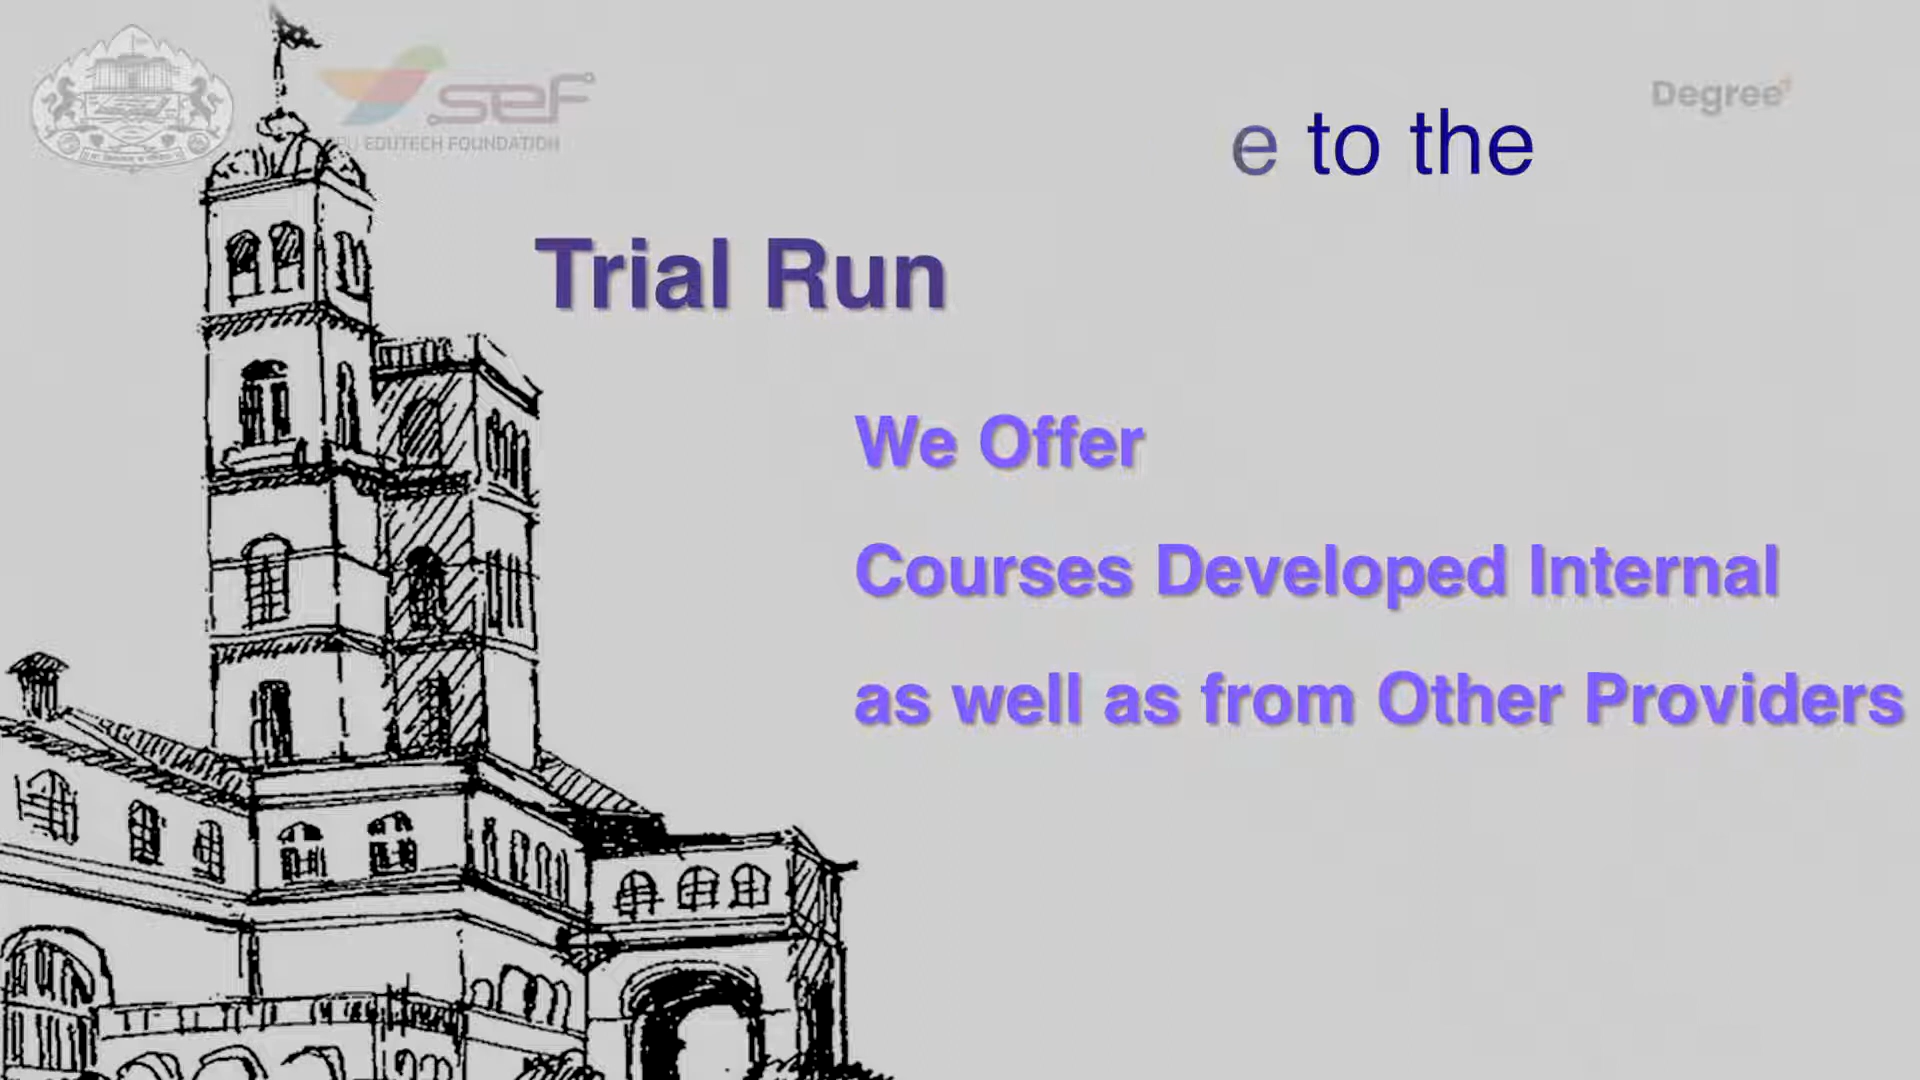 sef
EDUTECH FOUNDATION
Degree+
e to the
Trial Run
We Offer
Courses Developed Internal
as well as from Other Providers